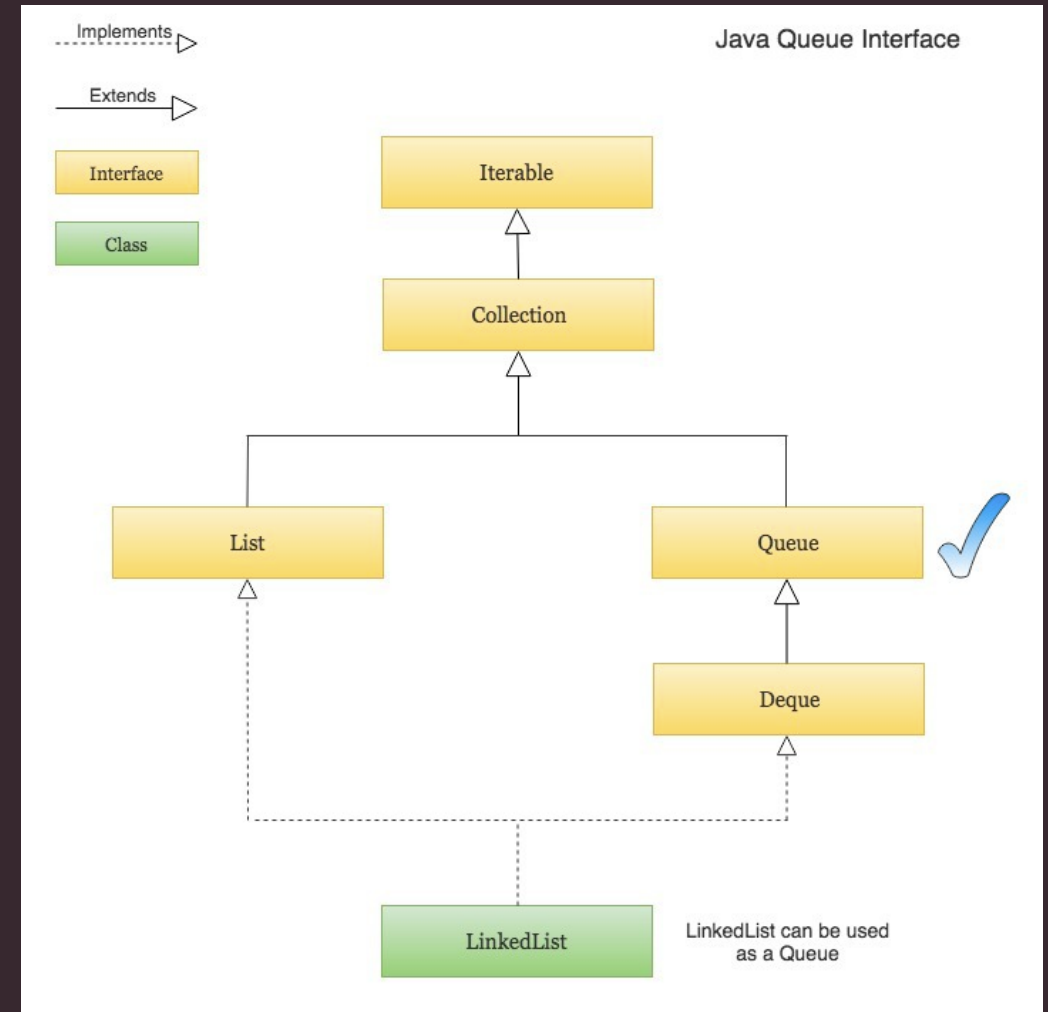 Implements
Java Queue Interface
Extends
Interface
Iterable
Class
Collection
List
Queue
Deque
LinkedList
LinkedList can be used
as a Queue